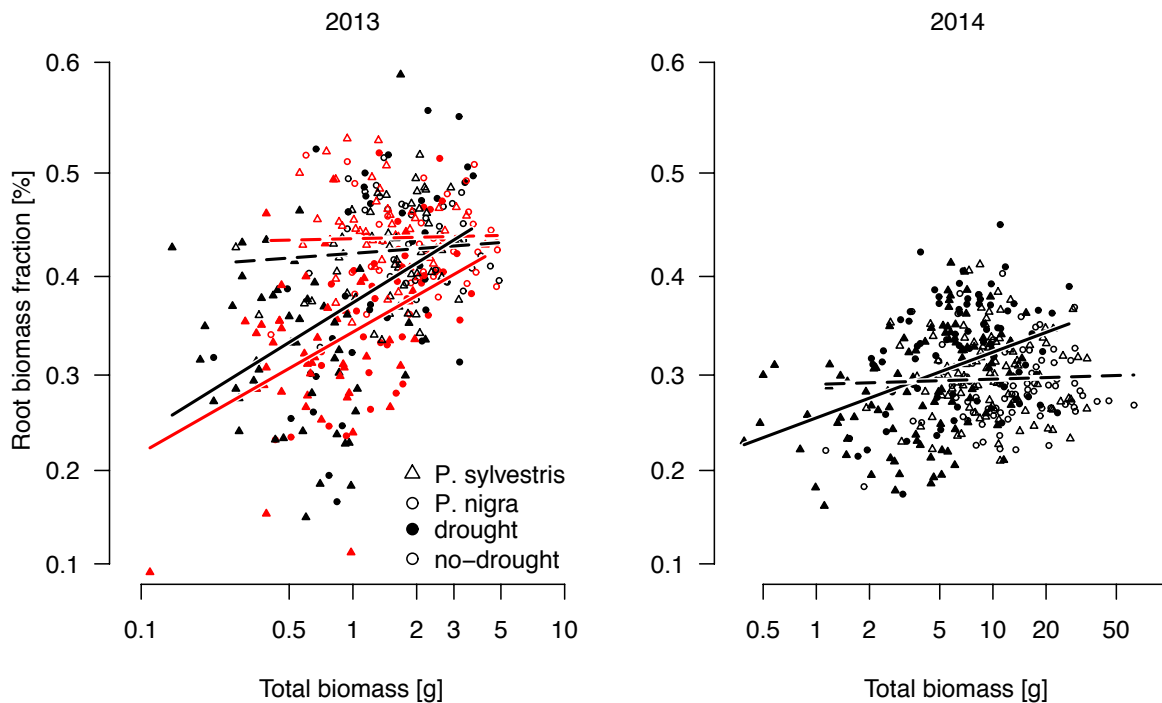 2013
2014
Root biomass fraction [%]
0.6
0.5
0.4
0.3
0.2
0.1
P. sylvestris
P. nigra
drought
no−drought
0.1 0.5 1 2 3 10
Total biomass [g]
0.6
0.5
0.4
0.3
0.2
0.1
0.5 1 2 5 10 20 50
Total biomass [g]